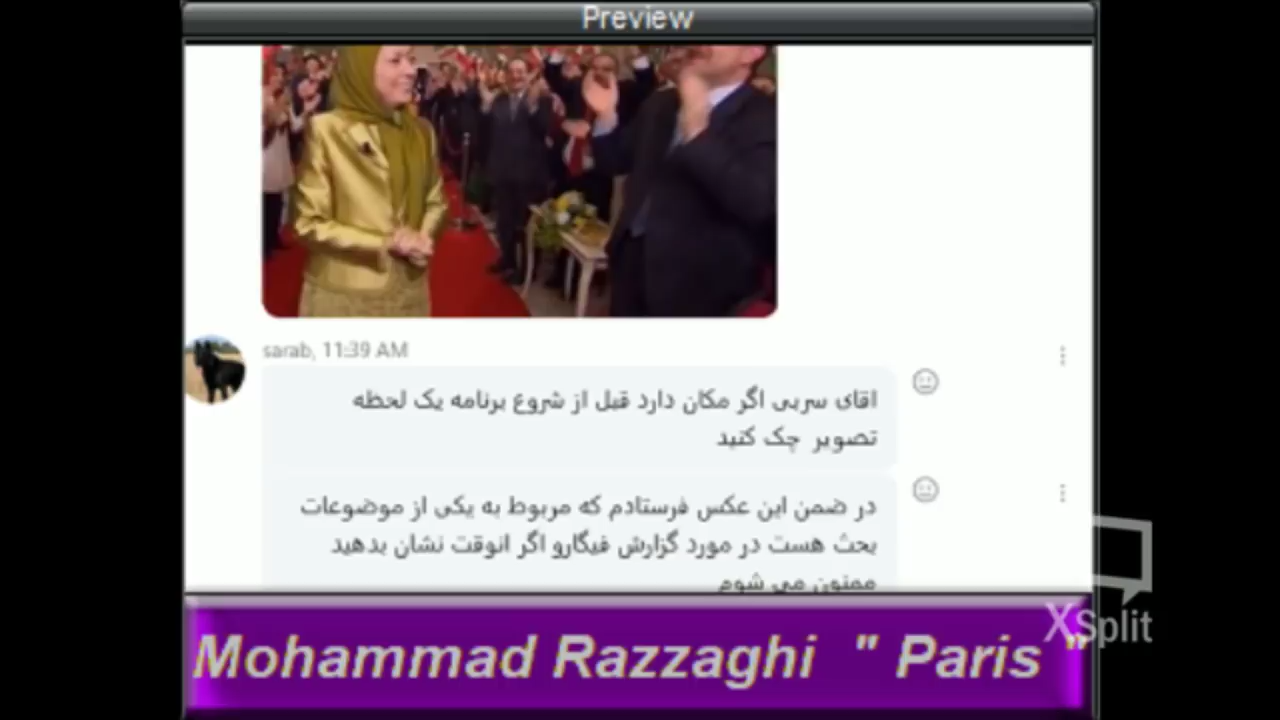 Preview
sarab, 11:39 AM
اقای سربی اگر مکان دارد قبل از شروع برنامه یک لحظه
تصویر چک کنید
در ضمن این عکس فرستادم که مربوط به یکی از موضوعات
بحث هست در مورد گزارش فیگارو اگر انوقت نشان بدهید
ممنون می شوم
XSplit
Mohammad Razzaghi " Paris "